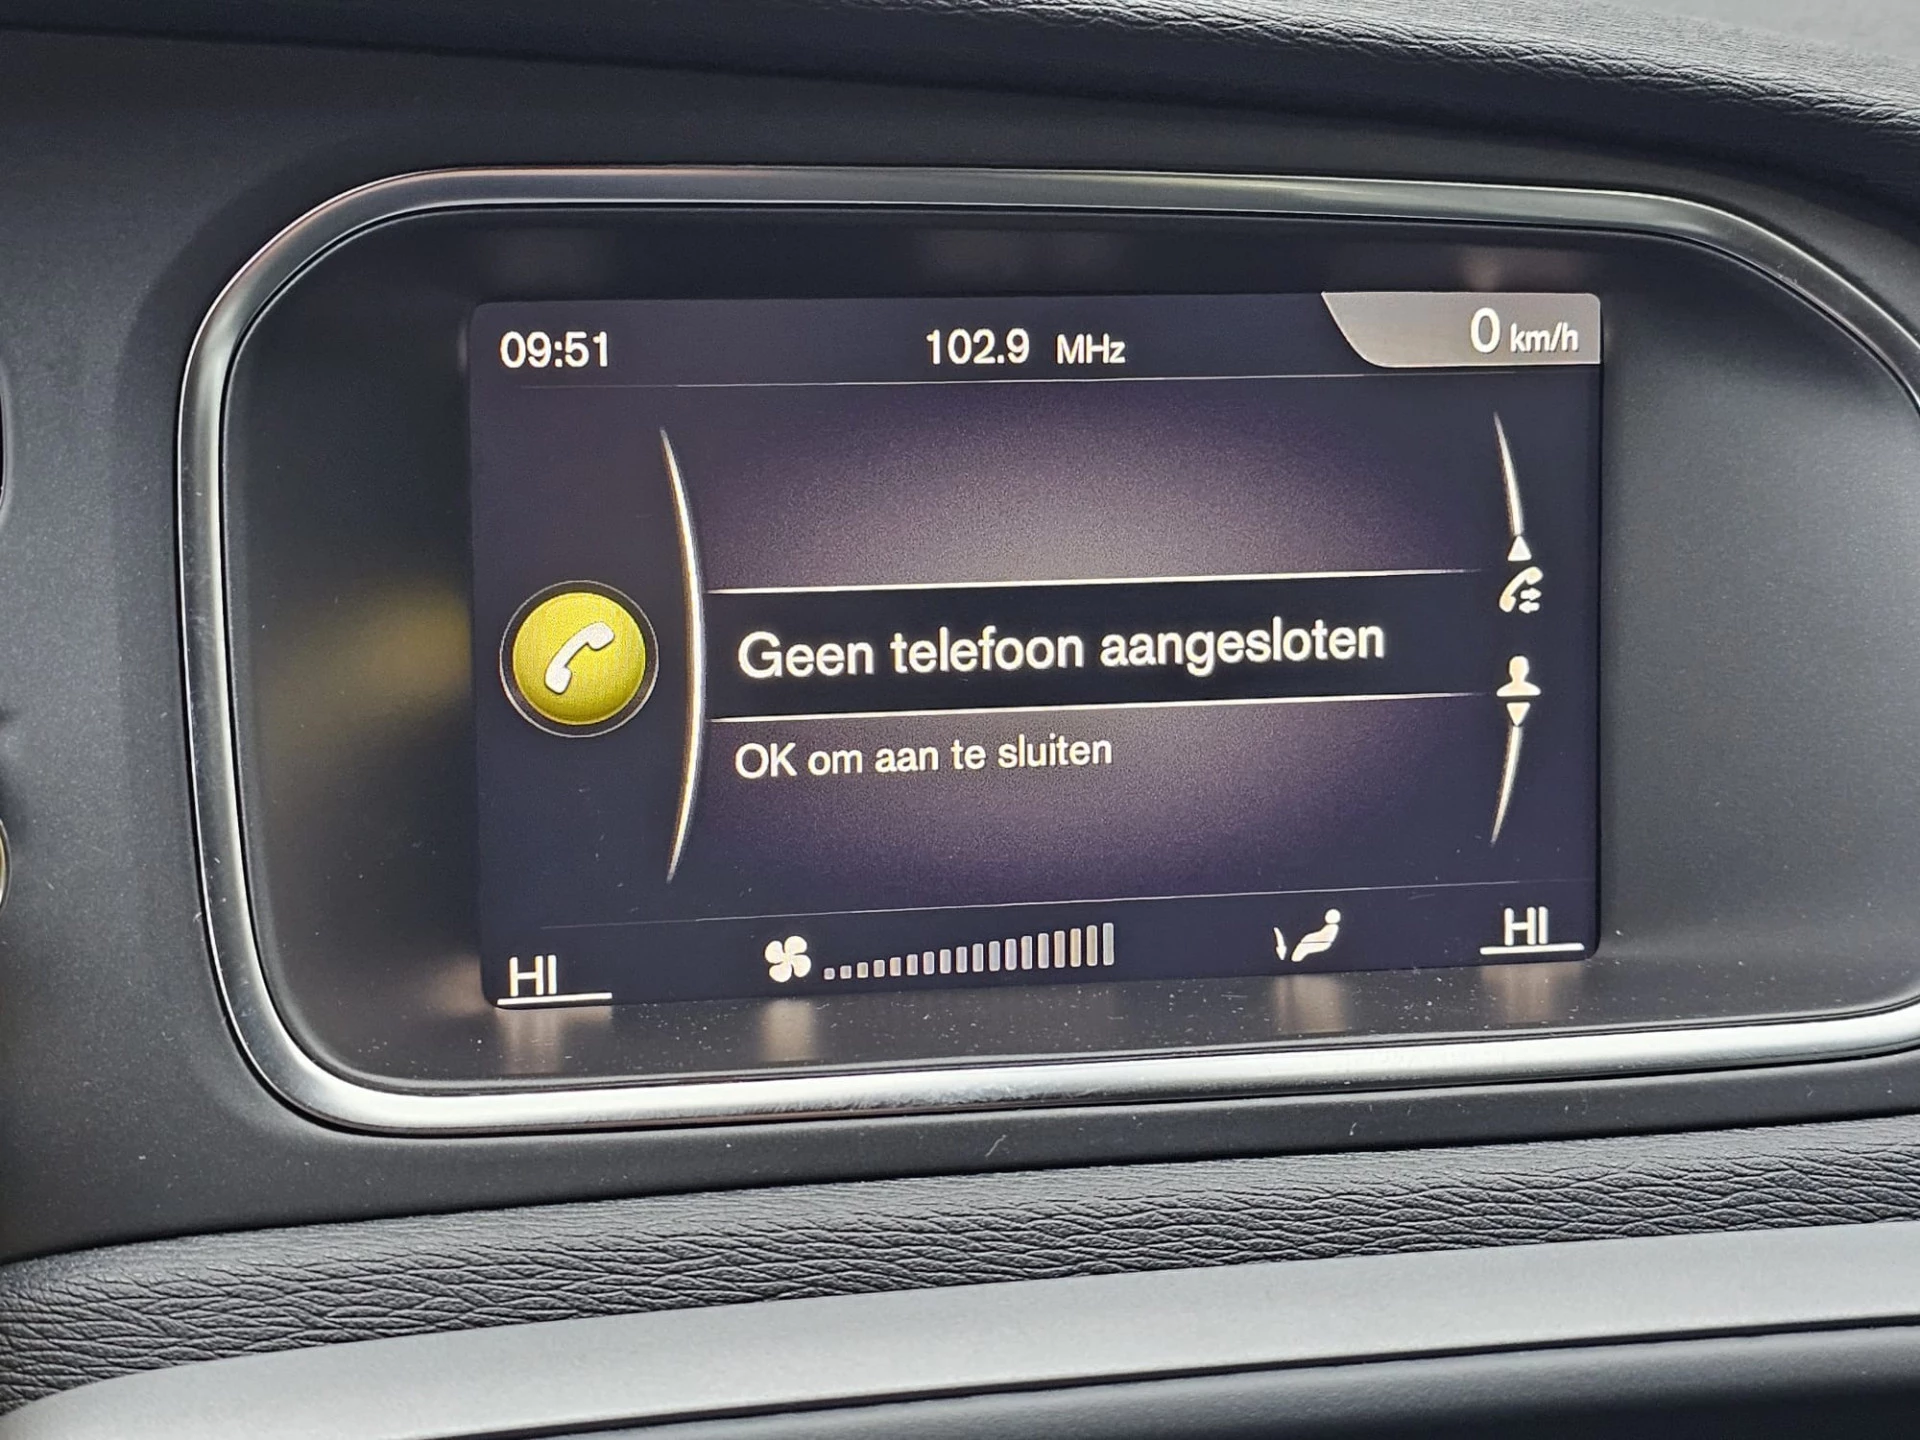 09:51 102.9 MHz 0 km/h
Geen telefoon aangesloten
OK om aan te sluiten
HI HI